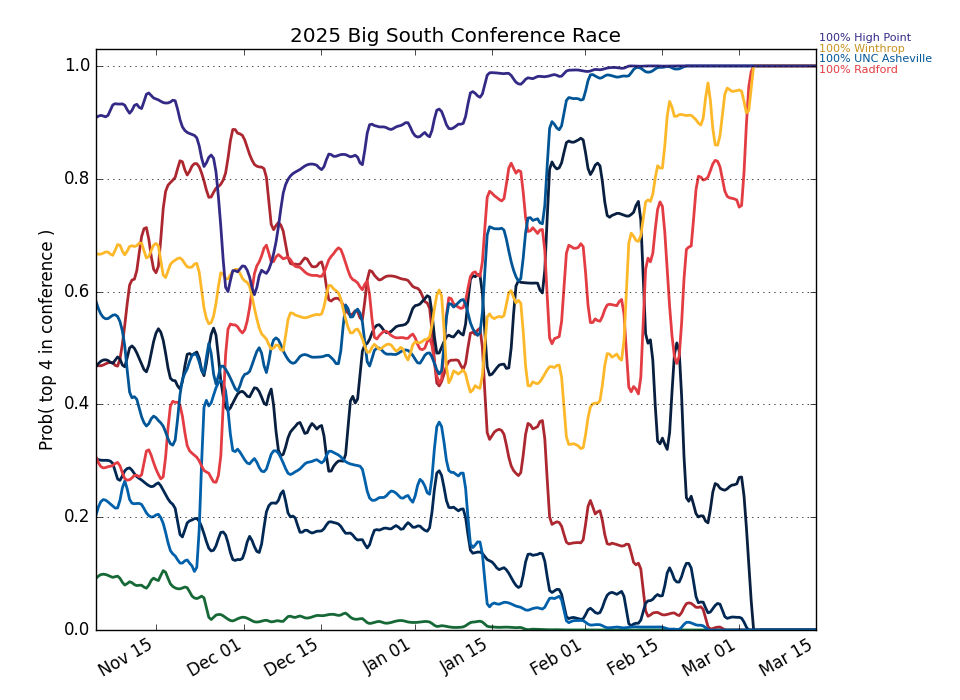 2025 Big South Conference Race
100% High Point
100% Winthrop
100% UNC Asheville
100% Radford
Prob( top 4 in conference )
1.0
0.8
0.6
0.4
0.2
0.0
Nov 15
Dec 01
Dec 15
Jan 01
Jan 15
Feb 01
Feb 15
Mar 01
Mar 15